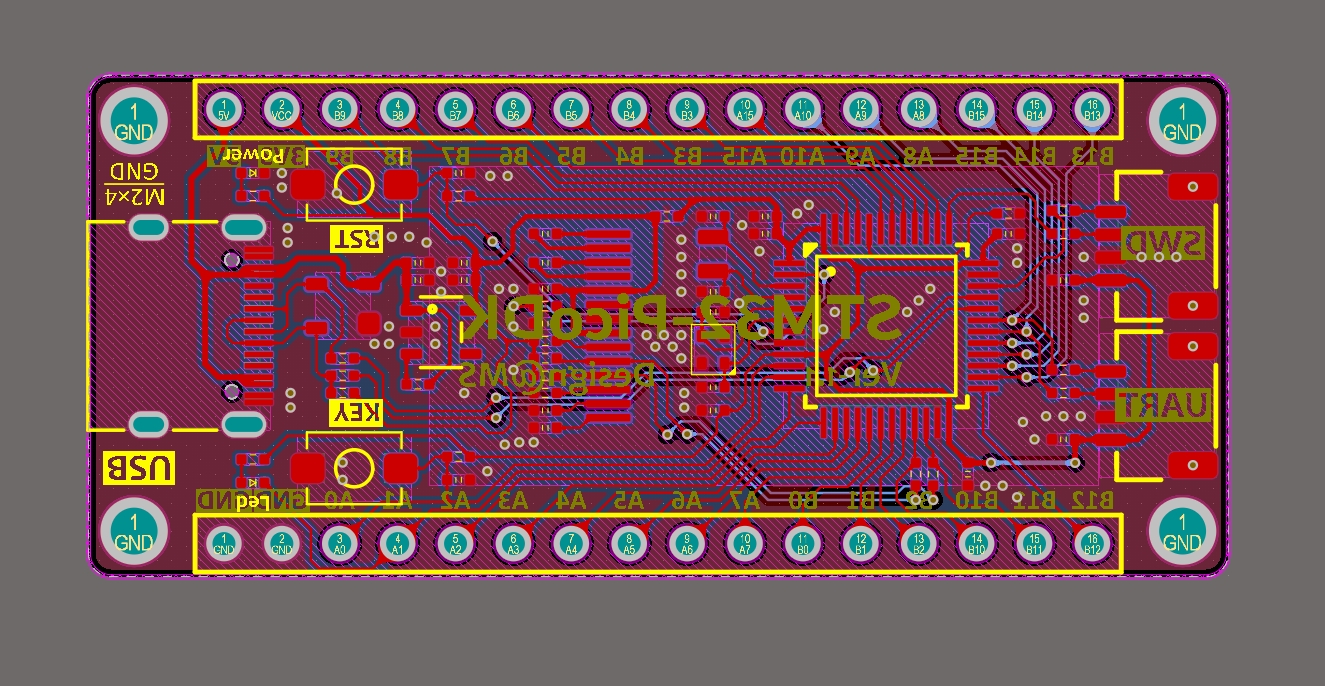 1 2 3 4 5 6 7 8 9 10 11 12 13 14 15 16
5V VCC B9 B8 B7 B6 B5 B4 B3 A15 A10 A9 A8 B15 B14 B13
1
GND
1
GND
Power
3V3 5V
B9 B8 B7 B6 B5 B4 B3 A15 A10 A9 A8 B15 B14 B13
GND
M2×4
RST
SWD
STM32-PicoDK
Design@MS
UART
KEY
USB
Led
GND GND A0 A1 A2 A3 A4 A5 A6 A7 B0 B1 B2 B10 B11 B12
1
GND
1
GND
1 2 3 4 5 6 7 8 9 10 11 12 13 14 15 16
GND GND A0 A1 A2 A3 A4 A5 A6 A7 B0 B1 B2 B10 B11 B12